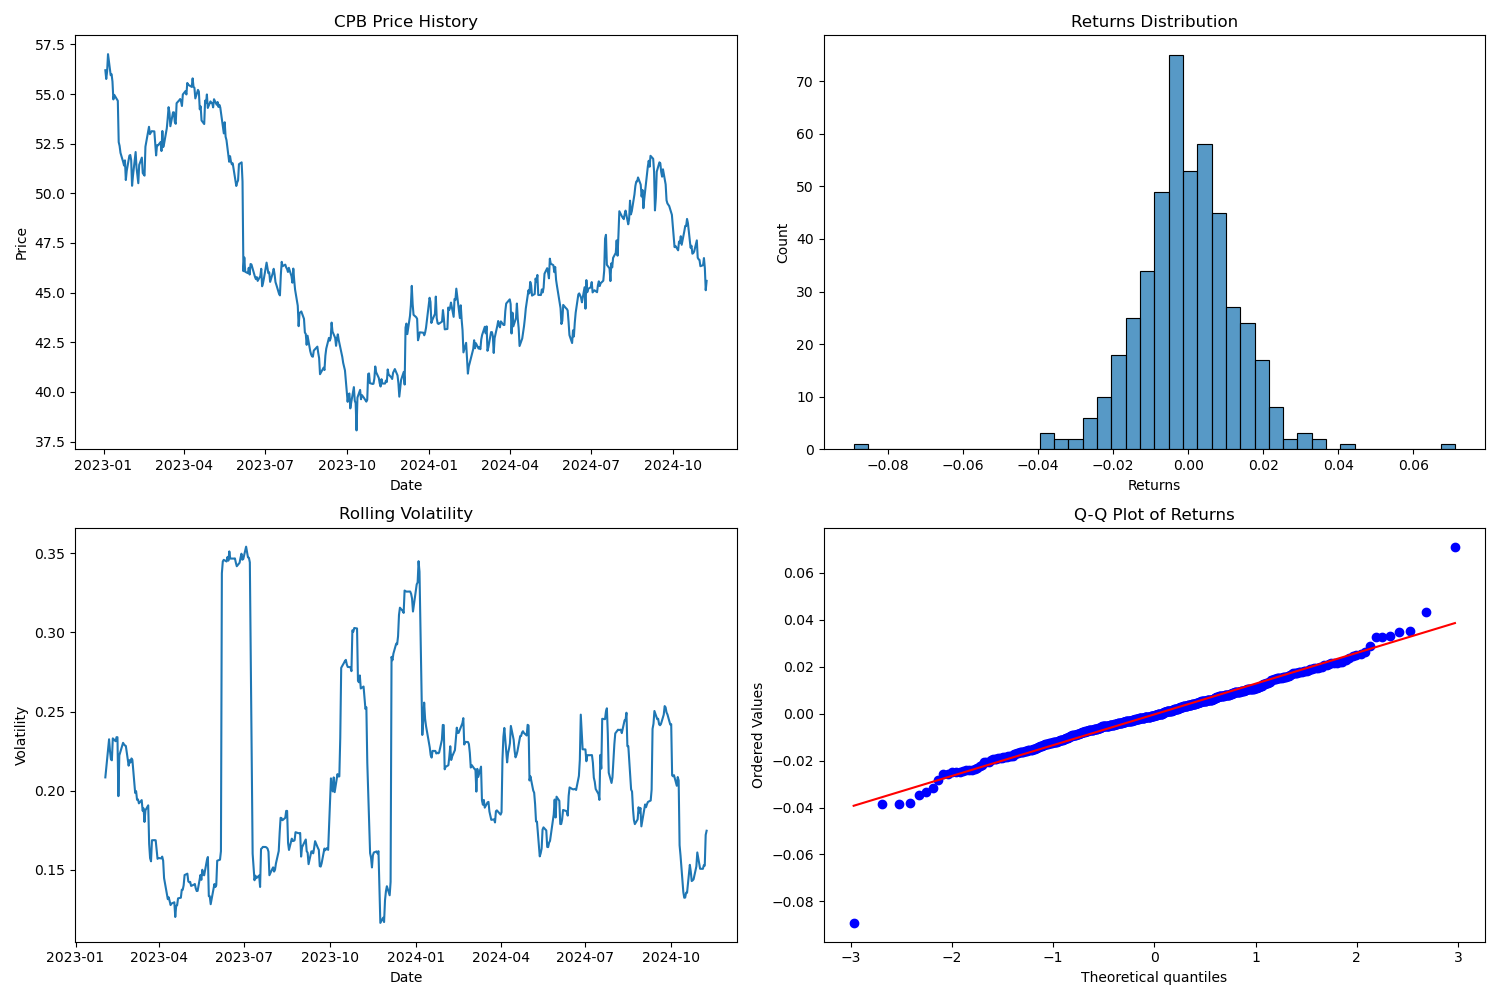 CPB Price History
57.5
55.0
52.5
50.0
47.5
45.0
42.5
40.0
37.5
Price
2023-01 2023-04 2023-07 2023-10 2024-01 2024-04 2024-07 2024-10
Date
Returns Distribution
70
60
50
40
30
20
10
0
Count
−0.08 −0.06 −0.04 −0.02 0.00 0.02 0.04 0.06
Returns
Rolling Volatility
0.35
0.30
0.25
0.20
0.15
Volatility
2023-01 2023-04 2023-07 2023-10 2024-01 2024-04 2024-07 2024-10
Date
Q-Q Plot of Returns
0.06
0.04
0.02
0.00
−0.02
−0.04
−0.06
−0.08
Ordered Values
−3 −2 −1 0 1 2 3
Theoretical quantiles